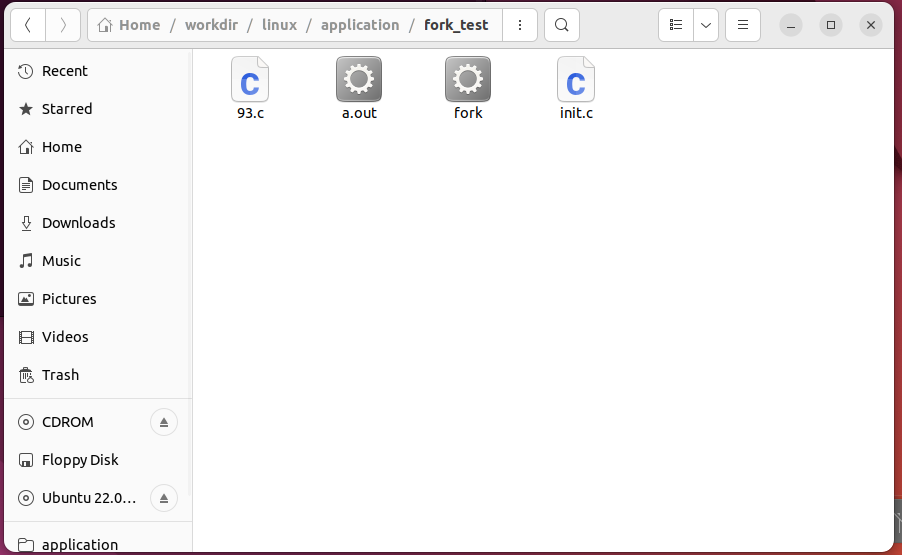 Home / workdir / linux / application / fork_test
Recent
Starred
Home
Documents
Downloads
Music
Pictures
Videos
Trash
CDROM
Floppy Disk
Ubuntu 22.0...
application
93.c
a.out
fork
init.c